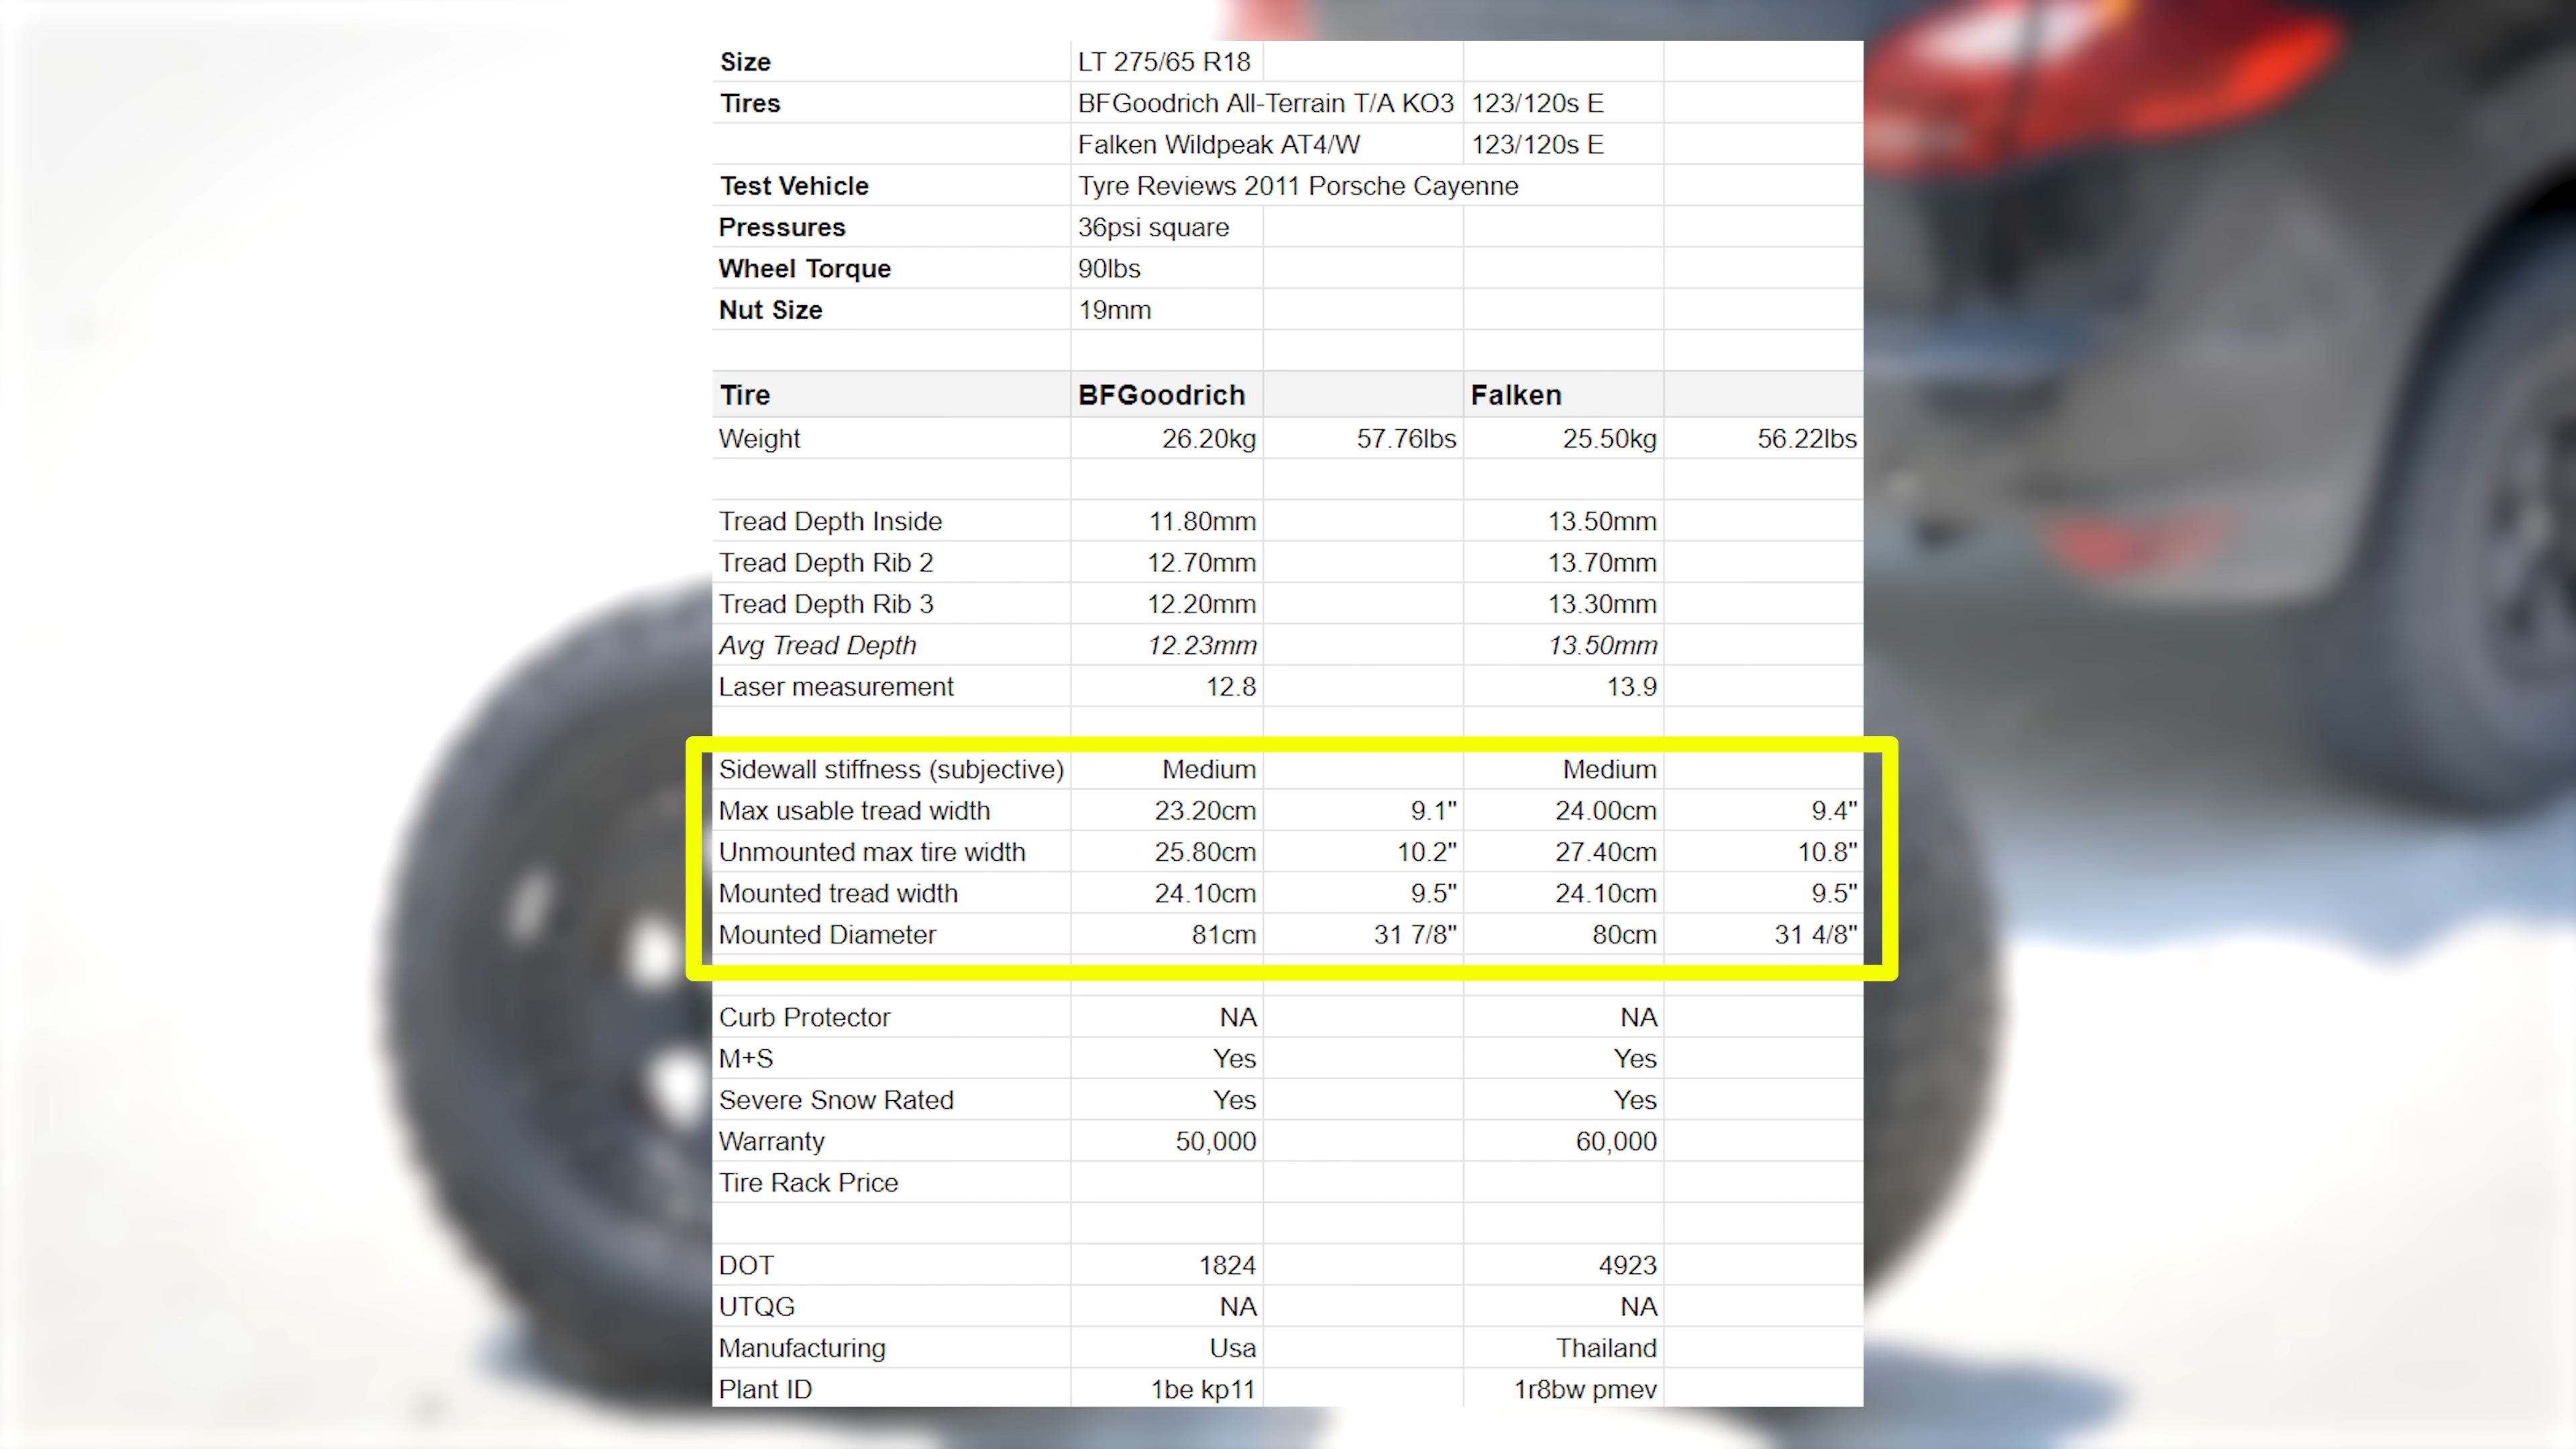 Size LT 275/65 R18
Tires BFGoodrich All-Terrain T/A KO3 123/120s E
Falken Wildpeak AT4/W 123/120s E
Test Vehicle Tyre Reviews 2011 Porsche Cayenne
Pressures 36psi square
Wheel Torque 90lbs
Nut Size 19mm
Tire BFGoodrich Falken
Weight 26.20kg 57.76lbs 25.50kg 56.22lbs
Tread Depth Inside 11.80mm 13.50mm
Tread Depth Rib 2 12.70mm 13.70mm
Tread Depth Rib 3 12.20mm 13.30mm
Avg Tread Depth 12.23mm 13.50mm
Laser measurement 12.8 13.9
Sidewall stiffness (subjective) Medium Medium
Max usable tread width 23.20cm 9.1" 24.00cm 9.4"
Unmounted max tire width 25.80cm 10.2" 27.40cm 10.8"
Mounted tread width 24.10cm 9.5" 24.10cm 9.5"
Mounted Diameter 81cm 31 7/8" 80cm 31 4/8"
Curb Protector NA NA
M+S Yes Yes
Severe Snow Rated Yes Yes
Warranty 50,000 60,000
Tire Rack Price
DOT 1824 4923
UTQG NA NA
Manufacturing Usa Thailand
Plant ID 1be kp11 1r8bw pmev